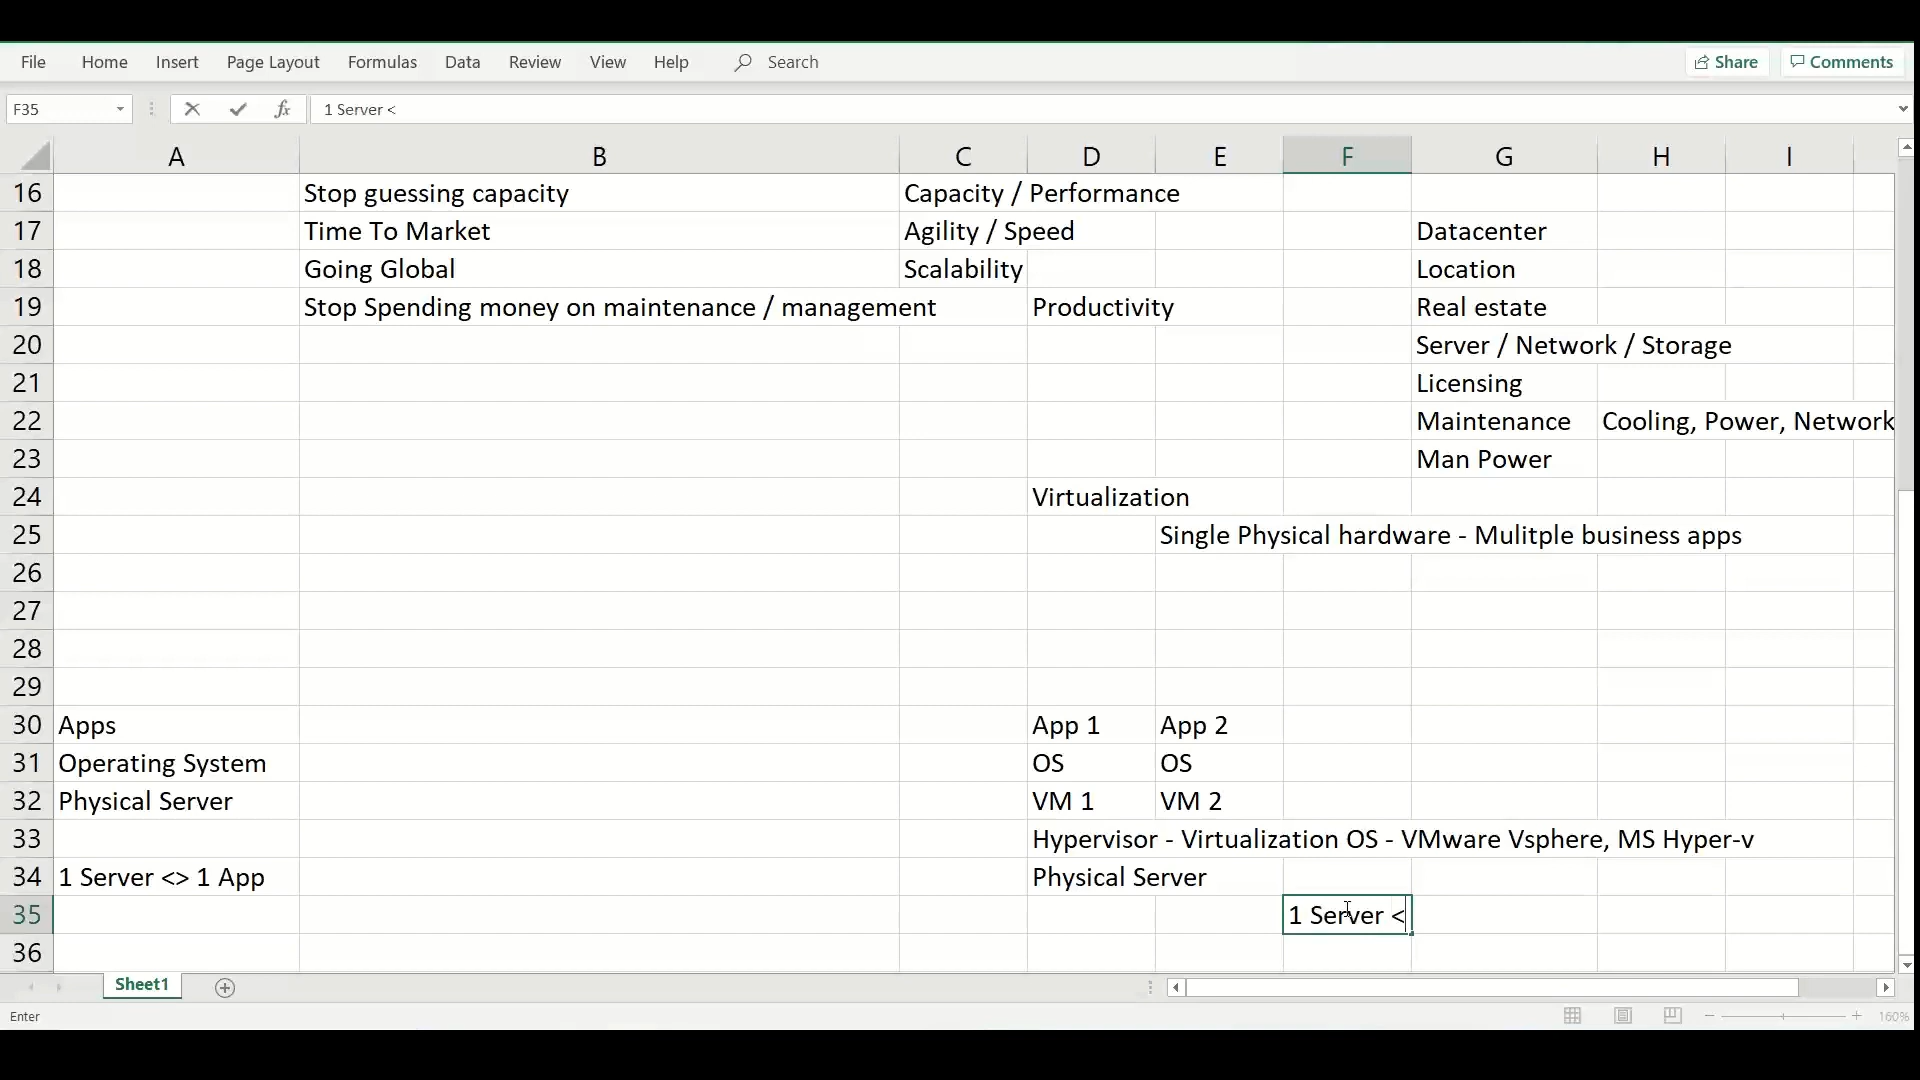 File Home Insert Page Layout Formulas Data Review View Help Search Share Comments
F35 fx 1 Server <
A B C D E F G H I
16 Stop guessing capacity Capacity / Performance
17 Time To Market Agility / Speed Datacenter
18 Going Global Scalability Location
19 Stop Spending money on maintenance / management Productivity Real estate
20 Server / Network / Storage
21 Licensing
22 Maintenance Cooling, Power, Network
23 Man Power
24 Virtualization
25 Single Physical hardware - Mulitple business apps
26
27
28
29
30 Apps App 1 App 2
31 Operating System OS OS
32 Physical Server VM 1 VM 2
33 Hypervisor - Virtualization OS - VMware Vsphere, MS Hyper-v
34 1 Server <> 1 App Physical Server
35 1 Server <
36
Sheet1
Enter 160%